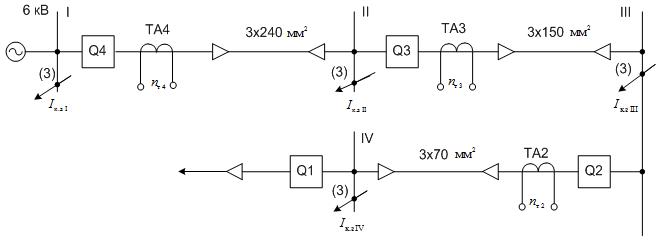 6 кВ I II III
Q4 TA4 3x240 мм² Q3 TA3 3x150 мм²
(3) (3) (3)
nт4 nт3
Iк.з I Iк.з II Iк.з III
IV
Q1 3x70 мм² TA2 Q2
(3)
nт2
Iк.з IV